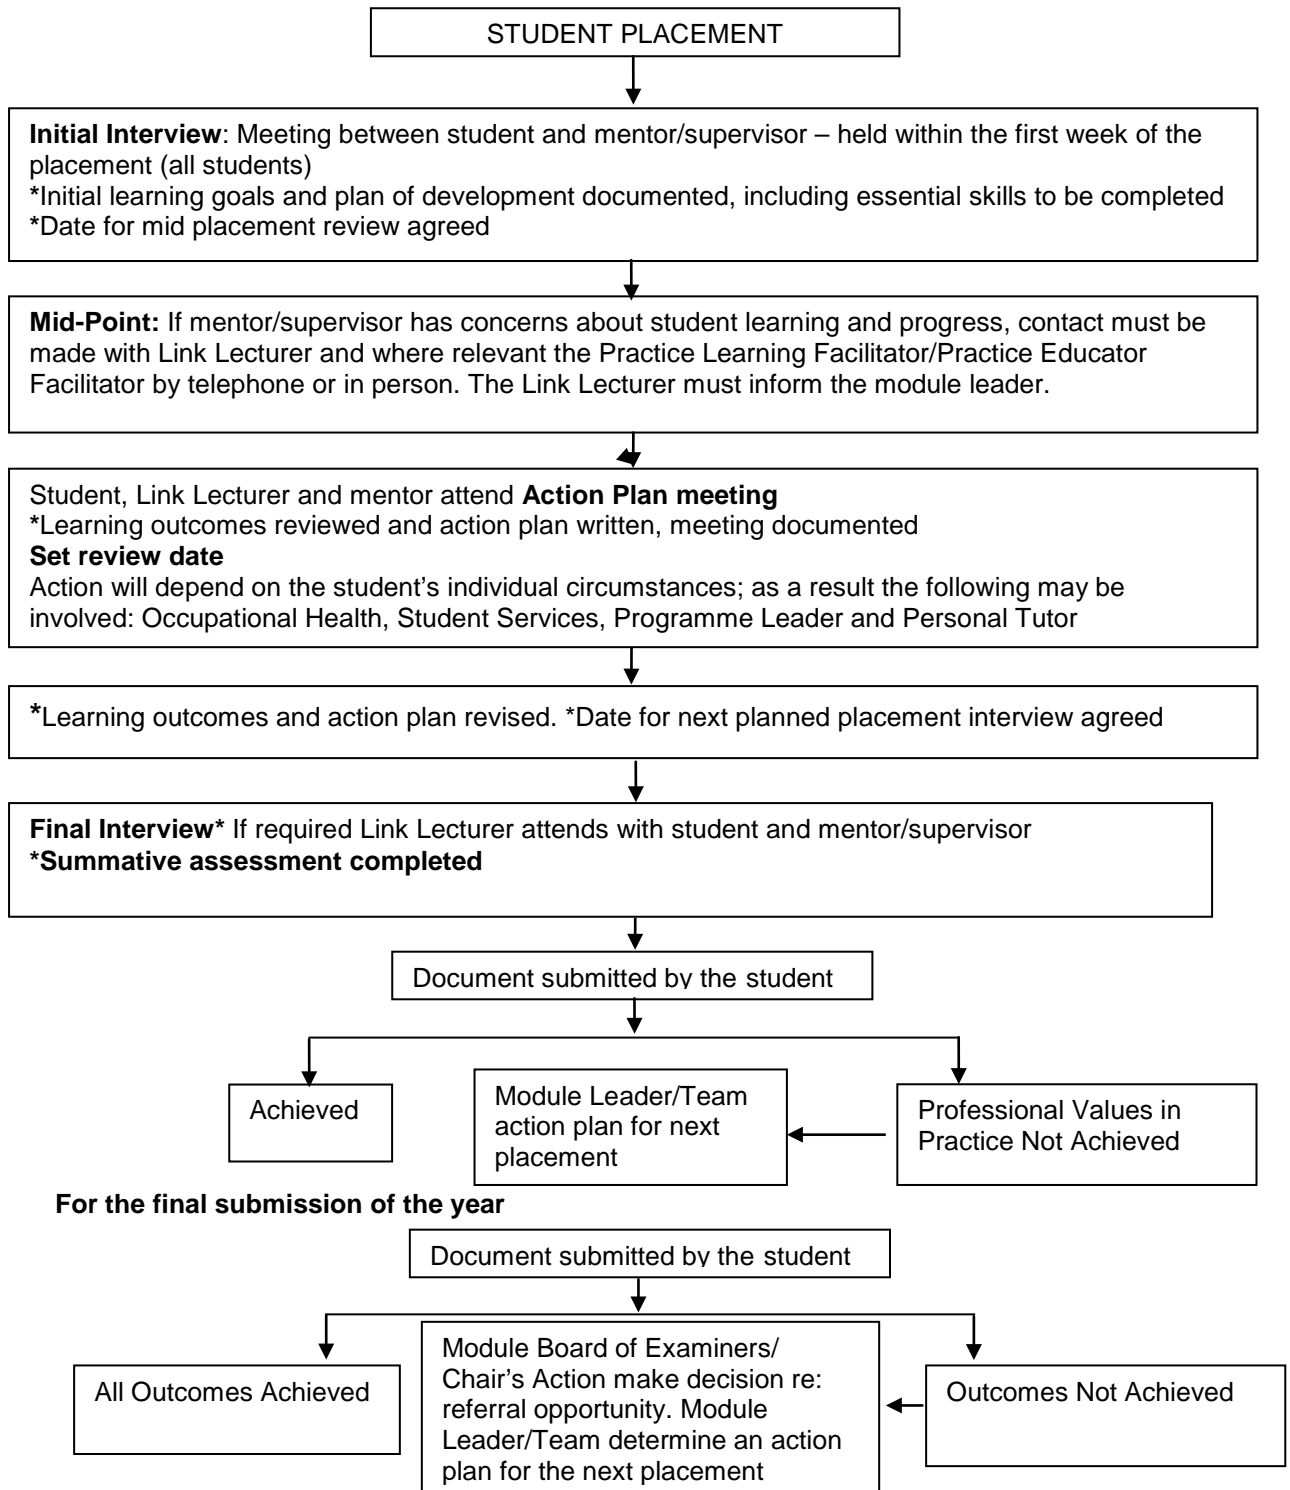 STUDENT PLACEMENT
Initial Interview: Meeting between student and mentor/supervisor – held within the first week of the
placement (all students)
*Initial learning goals and plan of development documented, including essential skills to be completed
*Date for mid placement review agreed
Mid-Point: If mentor/supervisor has concerns about student learning and progress, contact must be
made with Link Lecturer and where relevant the Practice Learning Facilitator/Practice Educator
Facilitator by telephone or in person. The Link Lecturer must inform the module leader.
Student, Link Lecturer and mentor attend Action Plan meeting
*Learning outcomes reviewed and action plan written, meeting documented
Set review date
Action will depend on the student’s individual circumstances; as a result the following may be
involved: Occupational Health, Student Services, Programme Leader and Personal Tutor
*Learning outcomes and action plan revised. *Date for next planned placement interview agreed
Final Interview* If required Link Lecturer attends with student and mentor/supervisor
*Summative assessment completed
Document submitted by the student
Achieved
Module Leader/Team
action plan for next
placement
Professional Values in
Practice Not Achieved
For the final submission of the year
Document submitted by the student
All Outcomes Achieved
Module Board of Examiners/
Chair’s Action make decision re:
referral opportunity. Module
Leader/Team determine an action
plan for the next placement
Outcomes Not Achieved